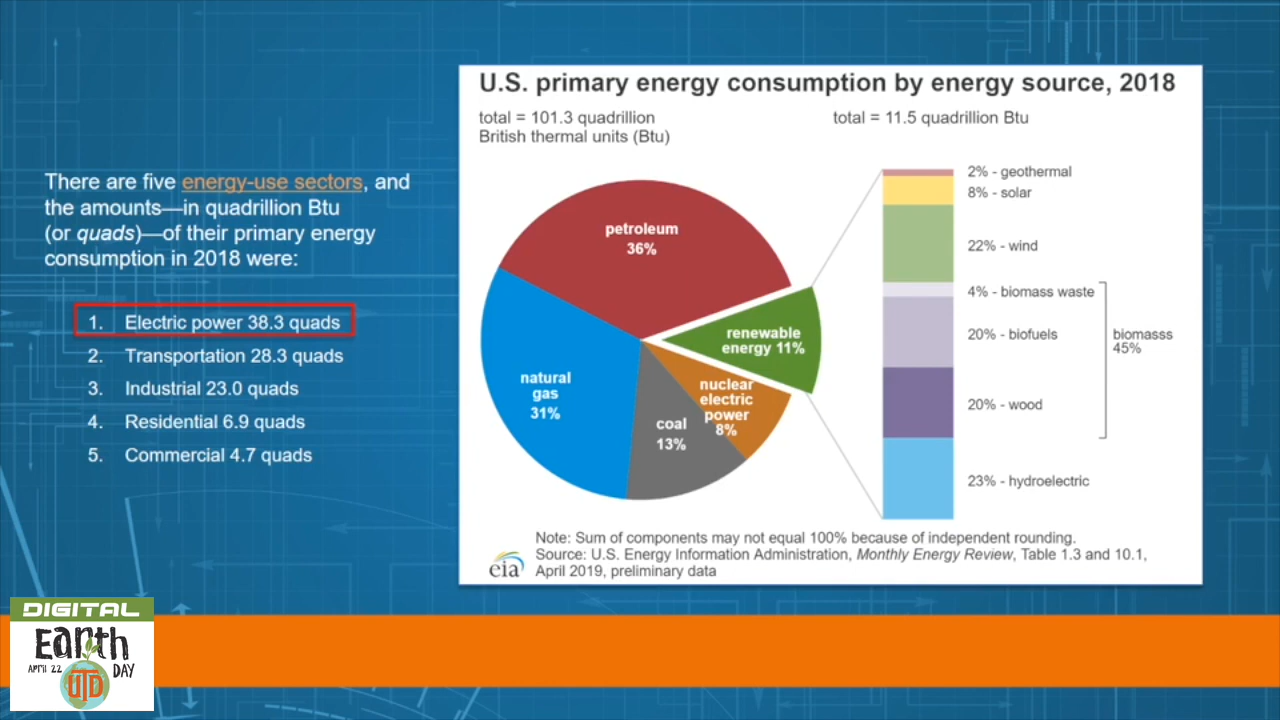 There are five energy-use sectors, and
the amounts—in quadrillion Btu
(or quads)—of their primary energy
consumption in 2018 were:
1. Electric power 38.3 quads
2. Transportation 28.3 quads
3. Industrial 23.0 quads
4. Residential 6.9 quads
5. Commercial 4.7 quads
U.S. primary energy consumption by energy source, 2018
total = 101.3 quadrillion
British thermal units (Btu)
total = 11.5 quadrillion Btu
petroleum
36%
renewable
energy 11%
natural
gas
31%
coal
13%
nuclear
electric
power
8%
2% - geothermal
8% - solar
22% - wind
4% - biomass waste
20% - biofuels
20% - wood
23% - hydroelectric
biomasss
45%
Note: Sum of components may not equal 100% because of independent rounding.
Source: U.S. Energy Information Administration, Monthly Energy Review, Table 1.3 and 10.1,
April 2019, preliminary data
eia
DIGITAL
Earth
APRIL 22
DAY
UTD